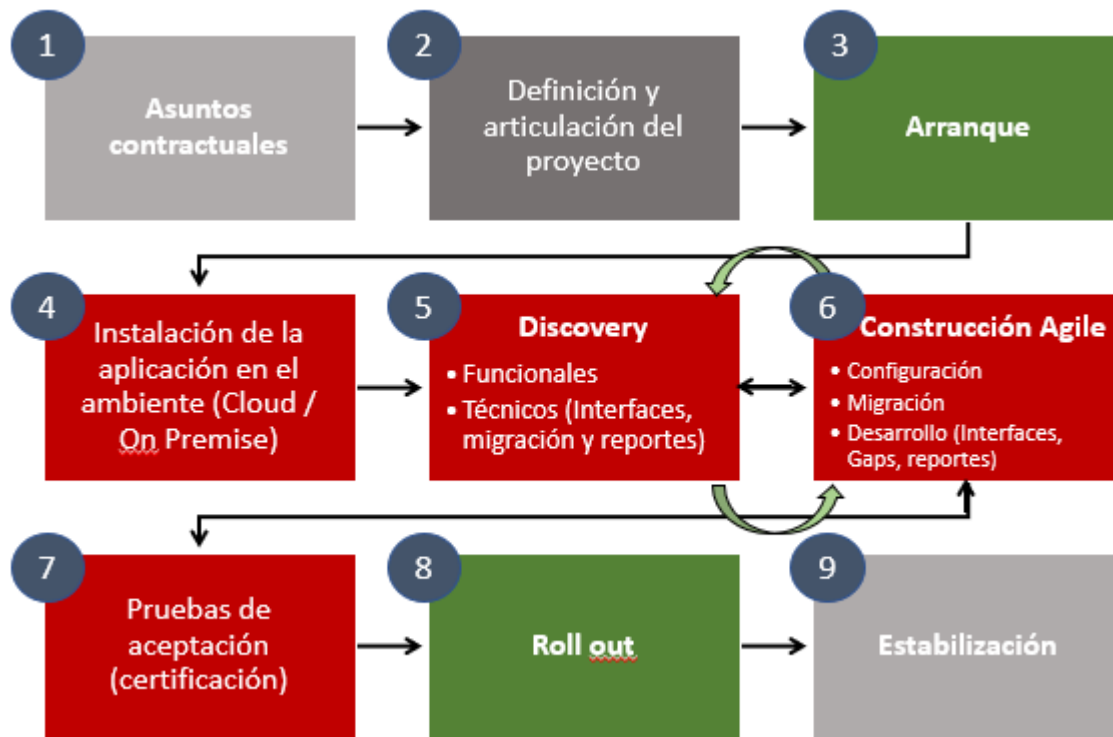 1
Asuntos
contractuales
2
Definición y
articulación del
proyecto
3
Arranque
4
Instalación de la
aplicación en el
ambiente (Cloud /
On Premise)
5
Discovery
• Funcionales
• Técnicos (Interfaces,
migración y reportes)
6
Construcción Agile
• Configuración
• Migración
• Desarrollo (Interfaces,
Gaps, reportes)
7
Pruebas de
aceptación
(certificación)
8
Roll out
9
Estabilización